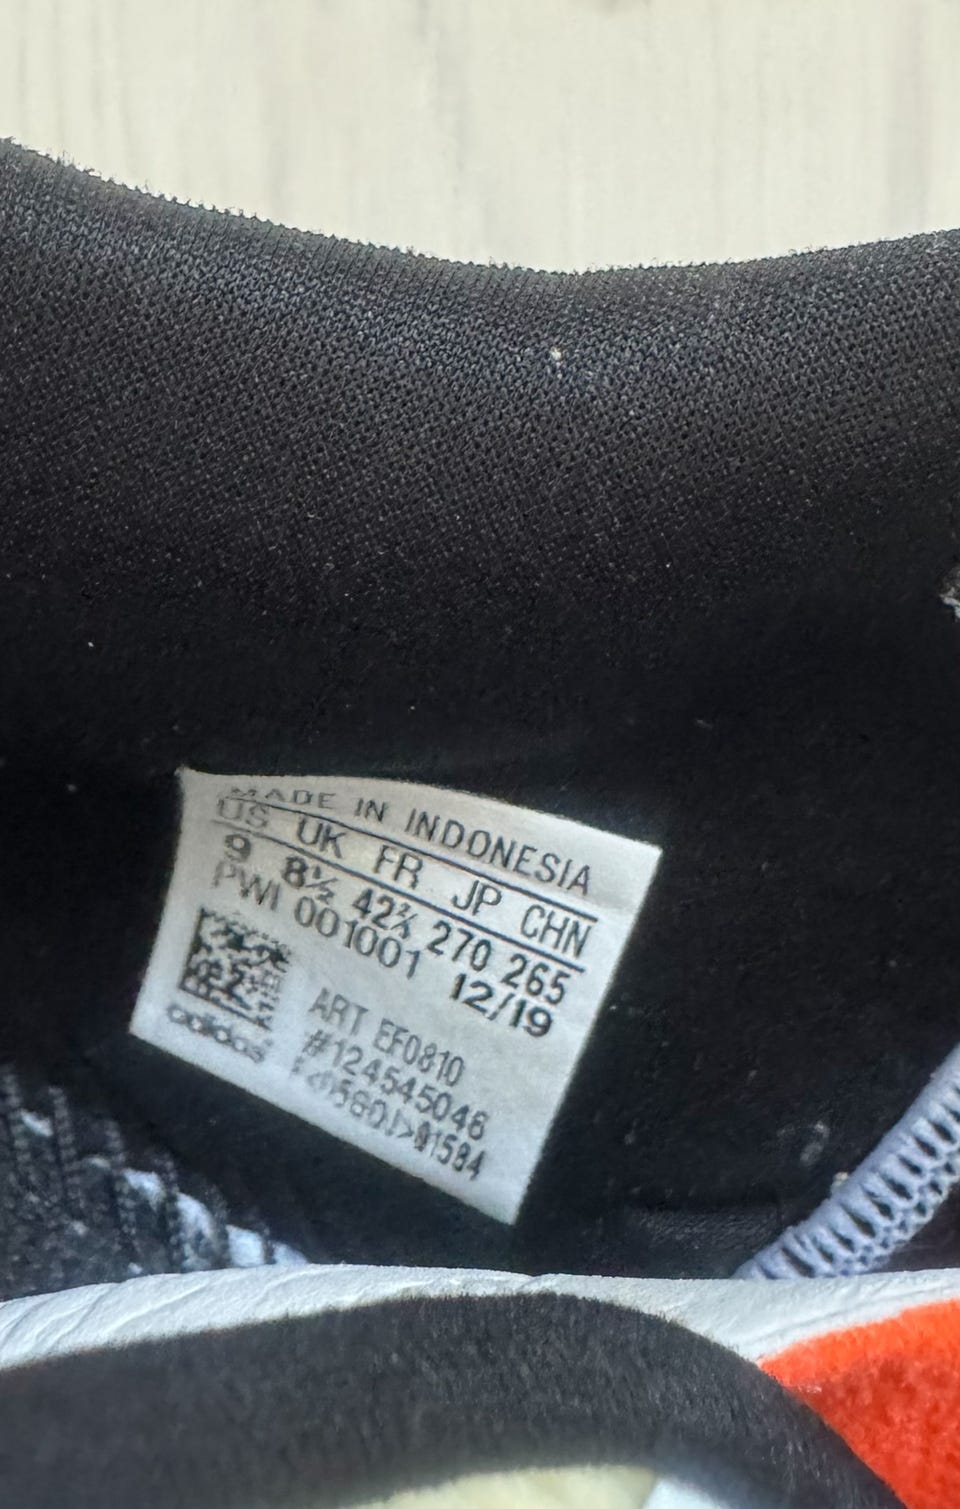 MADE IN INDONESIA
US UK FR JP CHN
9 8½ 42⅔ 270 265
PWI 001001 12/19
ART EF0810
#124545046
adidas